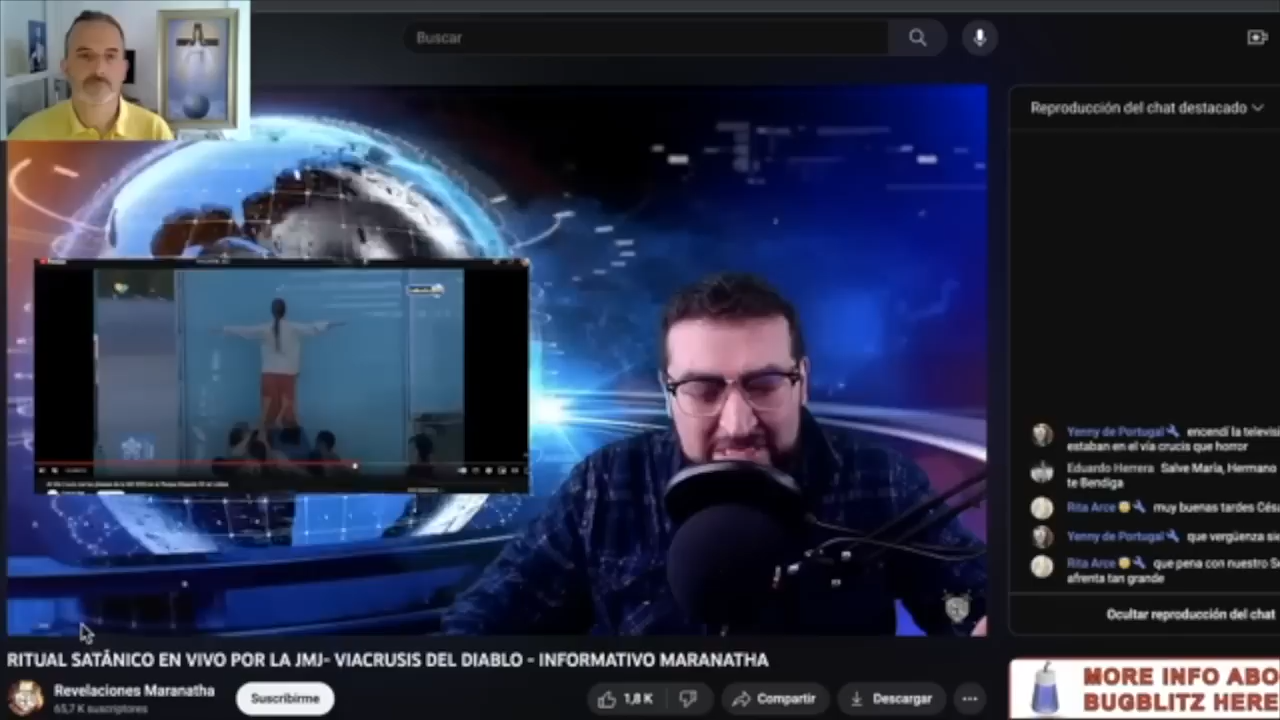 Buscar
Reproducción del chat destacado
Yenny de Portugal encendí la televisi
estaban en el vía crucis que horror
Eduardo Herrera Salve María, Hermano
te Bendiga
Rita Arce muy buenas tardes Césa
Yenny de Portugal que vergüenza sie
Rita Arce que pena con nuestro Se
afrenta tan grande
Ocultar reproducción del chat
RITUAL SATÁNICO EN VIVO POR LA JMJ- VIACRUSIS DEL DIABLO - INFORMATIVO MARANATHA
Revelaciones Maranatha
65,7 K suscriptores
Suscribirme
1,8 K
Compartir
Descargar
MORE INFO ABO
BUGBLITZ HERE